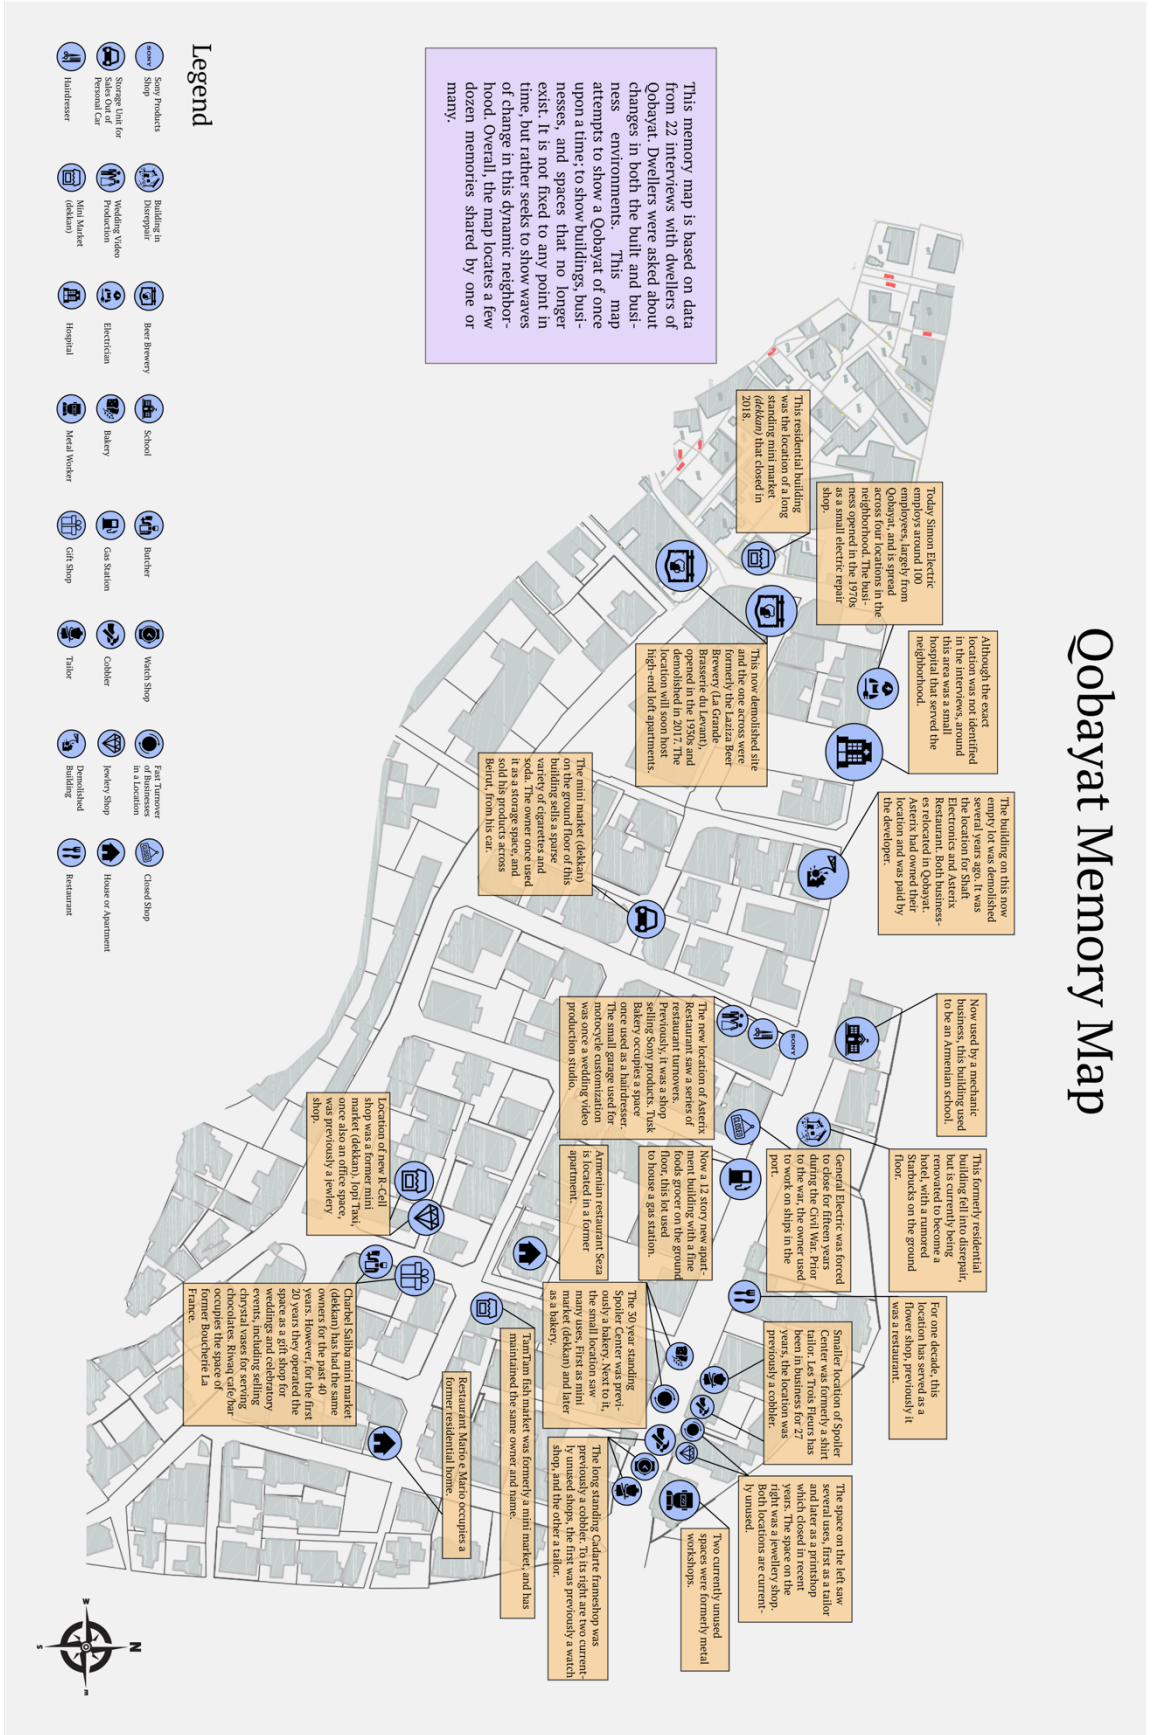 Qobayat Memory Map
This memory map is based on data
from 22 interviews with dwellers of
Qobayat. Dwellers were asked about
changes in both the built and busi-
ness environments. This map
attempts to show a Qobayat of once
upon a time; to show buildings, busi-
nesses, and spaces that no longer
exist. It is not fixed to any point in
time, but rather seeks to show waves
of change in this dynamic neighbor-
hood. Overall, the map locates a few
dozen memories shared by one or
many.
This residential building
was the location of a long
standing mini market
(dekkan) that closed in
2018.
Today Simon Electric
employs around 100
employees, largely from
Qobayat, and is spread
across four locations in the
neighborhood. The busi-
ness opened in the 1970s
as a small electric repair
shop.
Although the exact
location was not identified
in the interviews, around
this area was a small
hospital that served the
neighborhood.
This now demolished site
and the one across were
formerly the Laziza Beer
Brewery (La Grande
Brasserie du Levant),
opened in the 1930s and
demolished in 2017. The
location will soon host
high-end loft apartments.
The building on this now
empty lot was demolished
several years ago. It was
the location for Shaft
Electronics and Asterix
Restaurant. Both business-
es relocated in Qobayat.
Asterix had owned their
location and was paid by
the developer.
The mini market (dekkan)
on the ground floor of this
building sells a sparse
variety of cigarettes and
soda. The owner once used
it as a storage space, and
sold his products across
Beirut, from his car.
Now used by a mechanic
business, this building used
to be an Armenian school.
The new location of Asterix
Restaurant saw a series of
restaurant turnovers.
Previously, it was a shop
selling Sony products. Tusk
Bakery occupies a space
once used as a hairdresser.
The small garage used for
motocycle customization
was once a wedding video
production studio.
SONY
CLOSED
This formerly residential
building fell into disrepair,
but is currently being
renovated to become a
hotel, with a rumored
Starbucks on the ground
floor.
General Electric was forced
to close for fifteen years
during the Civil War. Prior
to the war, the owner used
to work on ships in the
port.
Now a 12 story new apart-
ment building with a fine
foods grocer on the ground
floor, this lot used
to house a gas station.
Armenian restaurant Seza
is located in a former
apartment.
Location of new R-Cell
shop was a former mini
market (dekkan). Jopi Taxi,
once also an office space,
was previously a jewlery
shop.
For one decade, this
location has served as a
flower shop, previously it
was a restaurant.
Smaller location of Spoiler
Center was formerly a shirt
tailor. Les Trois Fleurs has
been in business for 27
years, the location was
previously a cobbler.
The 30 year standing
Spoiler Center was previ-
ously a bakery. Next to it,
the small location saw
many uses, First as mini
market (dekkan) and later
as a bakery.
TamTam fish market was formerly a mini market, and has
maintained the same owner and name.
Charbel Saliba mini market
(dekkan) has had the same
owners for the past 40
years. However, for the first
20 years they operated the
space as a gift shop for
weddings and celebratory
events, including selling
chrystal vases for serving
chocolates. Riwaq cafe/bar
occupies the space of
former Boucherie La
France.
Restaurant Mario e Mario occupies a
former residential home.
The long standing Cadarte frameshop was
previously a cobbler. To its right are two current-
ly unused shops, the first was previously a watch
shop, and the other a tailor.
The space on the left saw
several uses, first as a tailor
and later as a printshop
which closed in recent
years. The space on the
right was a jewellery shop.
Both locations are current-
ly unused.
Two currently unused
spaces were formerly metal
workshops.
Legend
SONY
Sony Products
Shop
Building in
Disreppair
Beer Brewery
School
Butcher
Watch Shop
Fast Turnover
of Businesses
in a Location
CLOSED
Closed Shop
Storage Unit for
Sales Out of
Personal Car
Wedding Video
Production
Electrician
Bakery
Gas Station
Cobbler
Jewlery Shop
House or Apartment
Hairdresser
Mini Market
(dekkan)
Hospital
Metal Worker
Gift Shop
Tailor
Demolished
Building
Restaurant
N
W
E
S